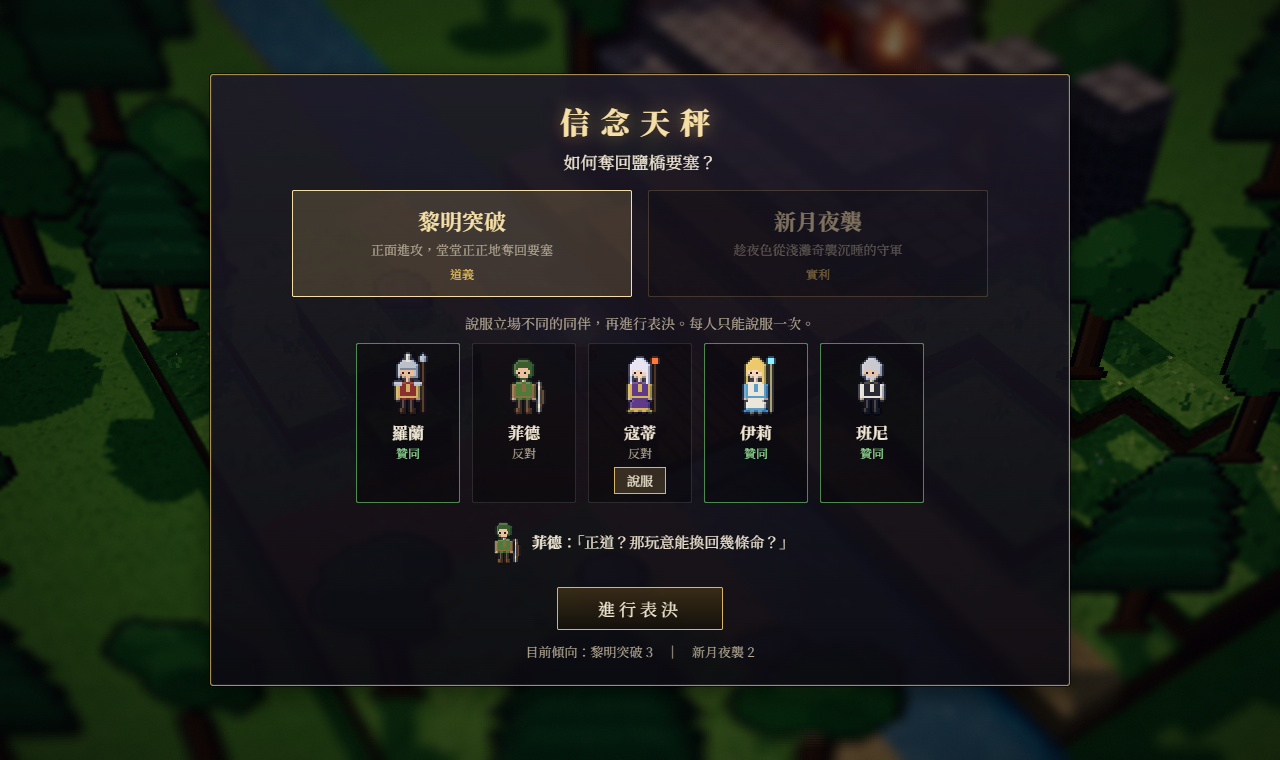 信念天秤
如何奪回鹽橋要塞？
黎明突破
正面進攻，堂堂正正地奪回要塞
道義
新月夜襲
趁夜色從淺灘奇襲沉睡的守軍
實利
說服立場不同的同伴，再進行表決。每人只能說服一次。
羅蘭
贊同
菲德
反對
寇蒂
反對
說服
伊莉
贊同
班尼
贊同
菲德：「正道？那玩意能換回幾條命？」
進行表決
目前傾向：黎明突破 3 ｜ 新月夜襲 2